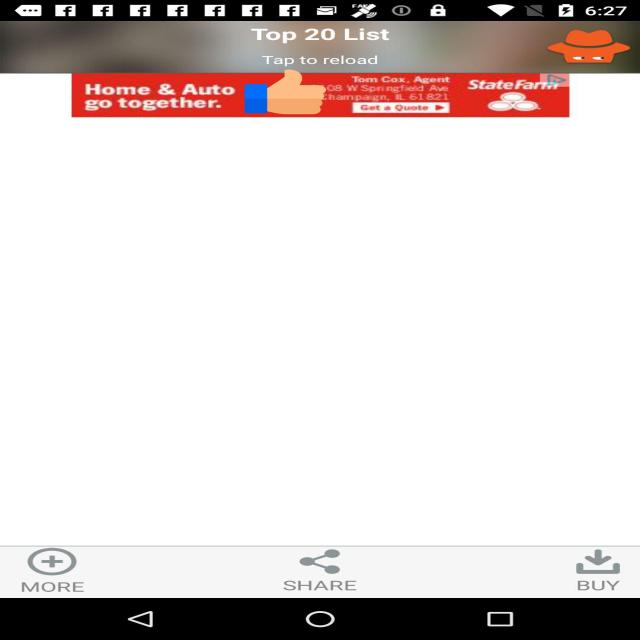 6:27
Top 20 List
Tap to reload
Home & Auto
go together.
Tom Cox, Agent
08 W Springfield Ave
Champaign, IL 61821
Get a Quote
StateFarm
MORE
SHARE
BUY